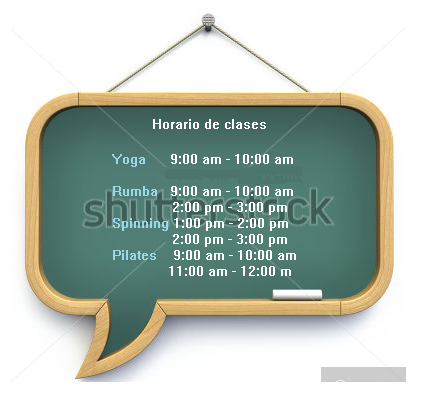 Horario de clases
Yoga 9:00 am - 10:00 am
Rumba 9:00 am - 10:00 am
2:00 pm - 3:00 pm
shutterstock
Spinning 1:00 pm - 2:00 pm
2:00 pm - 3:00 pm
Pilates 9:00 am - 10:00 am
11:00 am - 12:00 m